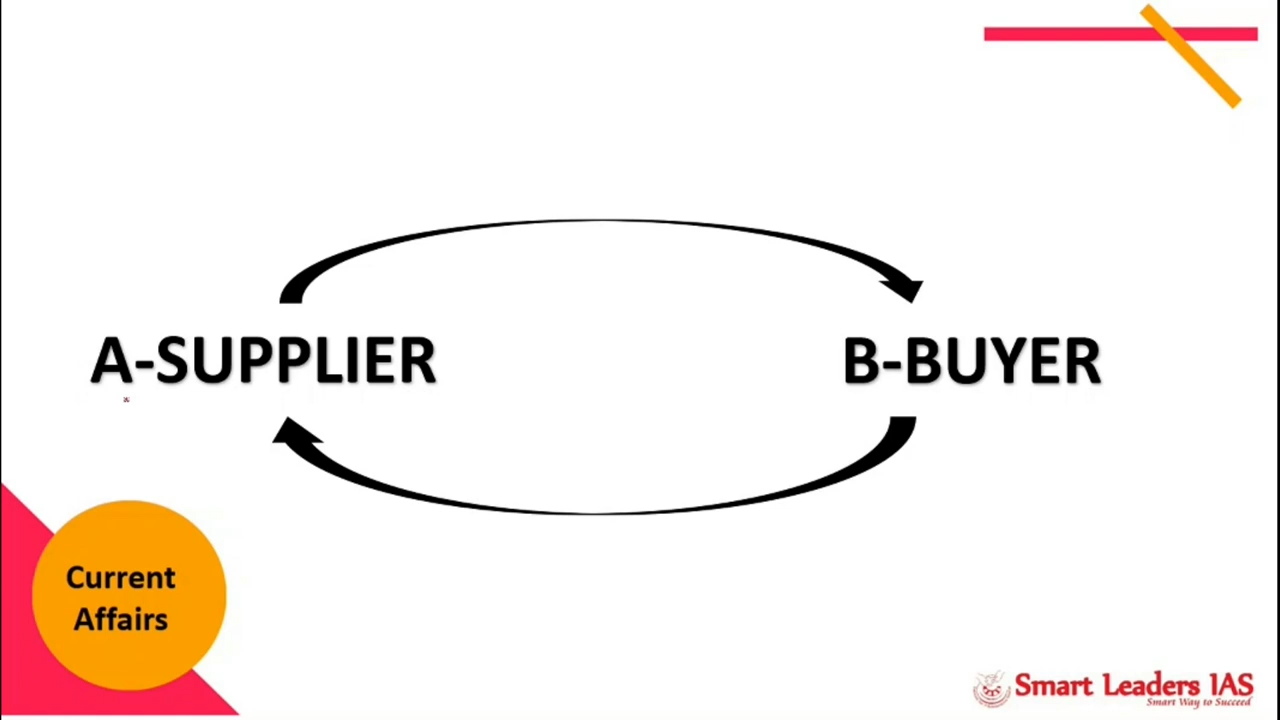 A-SUPPLIER
B-BUYER
Current
Affairs
Smart Leaders IAS
Smart Way to Succeed